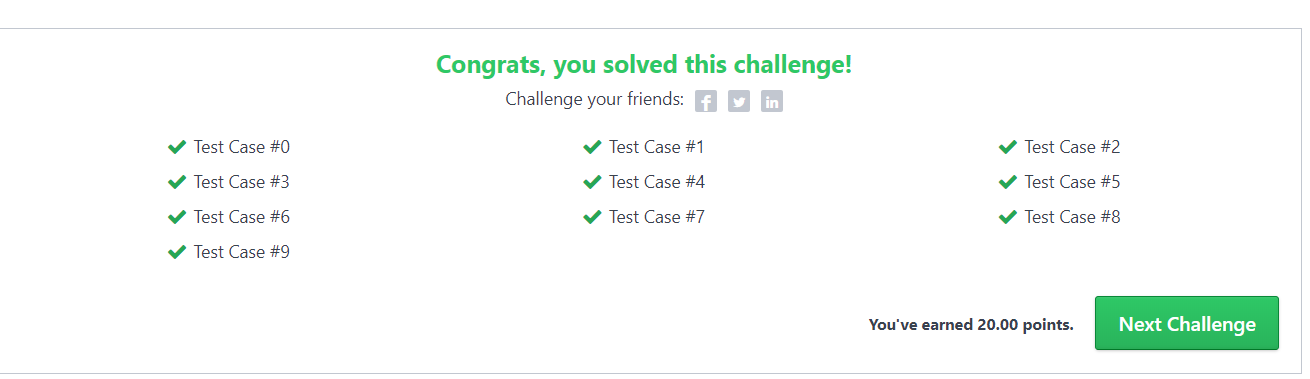 Congrats, you solved this challenge!
Challenge your friends:
Test Case #0 Test Case #1 Test Case #2
Test Case #3 Test Case #4 Test Case #5
Test Case #6 Test Case #7 Test Case #8
Test Case #9
You've earned 20.00 points. Next Challenge